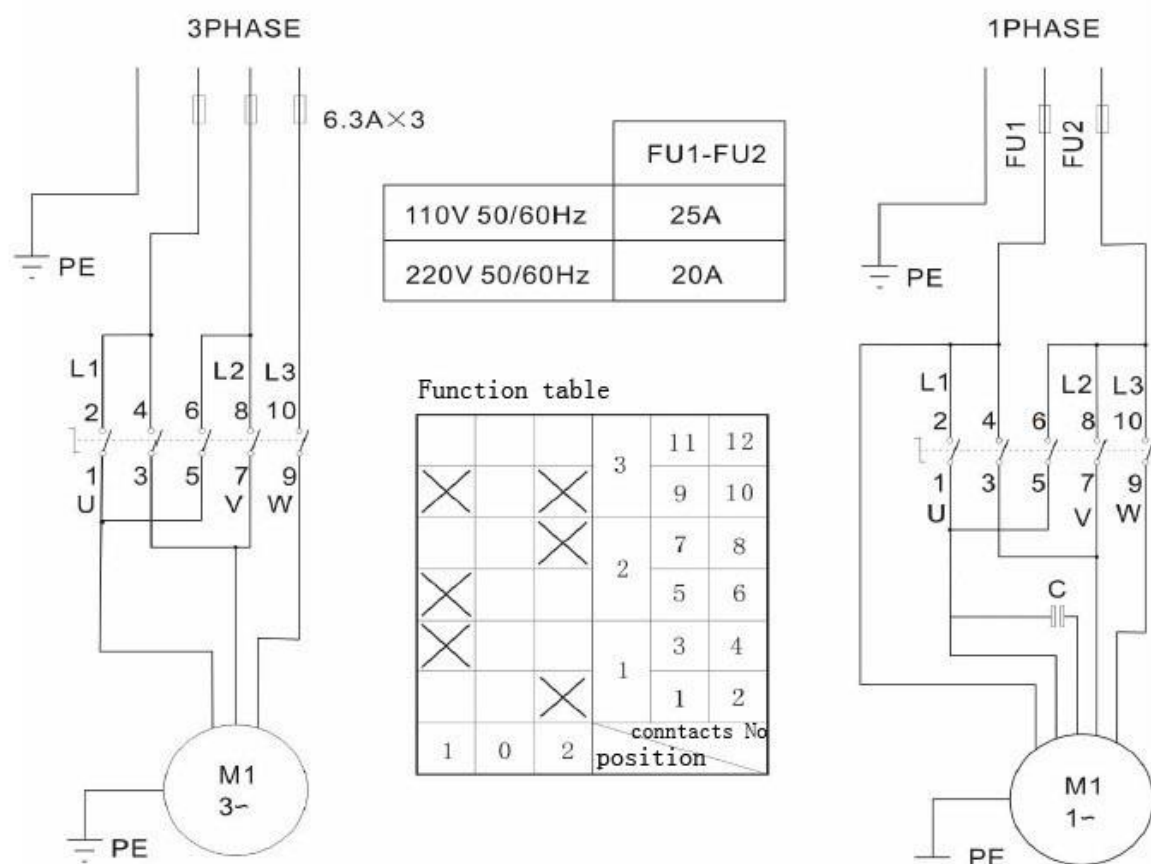 3PHASE
6.3A×3
PE
L1 L2 L3
2 4 6 8 10
1 3 5 7 9
U V W
M1
3~
PE
FU1-FU2
110V 50/60Hz 25A
220V 50/60Hz 20A
Function table
3 11 12
9 10
2 7 8
5 6
1 3 4
1 2
conntacts No
1 0 2 position
1PHASE
FU1 FU2
PE
L1 L2 L3
2 4 6 8 10
1 3 5 7 9
U V W
C
M1
1~
PE